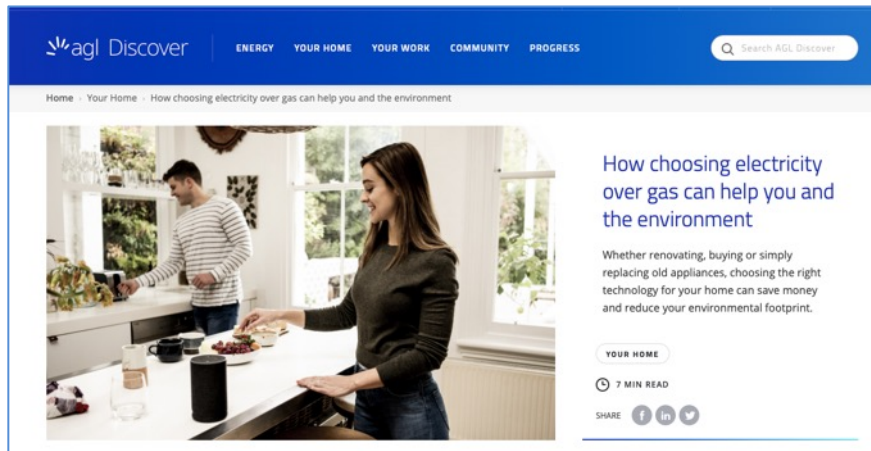 agl Discover
ENERGY YOUR HOME YOUR WORK COMMUNITY PROGRESS
Search AGL Discover
Home › Your Home › How choosing electricity over gas can help you and the environment
How choosing electricity
over gas can help you and
the environment
Whether renovating, buying or simply
replacing old appliances, choosing the right
technology for your home can save money
and reduce your environmental footprint.
YOUR HOME
7 MIN READ
SHARE f in